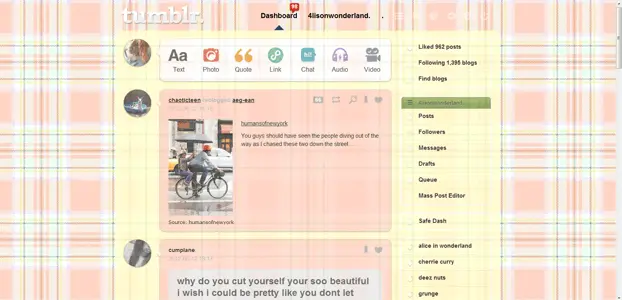 tumblr.
Dashboard
4lisonwonderland.
Aa
Text
Photo
Quote
Link
hi!
Chat
Audio
Video
chaoticteen reblogged aeg-ean
humansofnewyork
You guys should have seen the people diving out of the
way as I chased these two down the street...
Source: humansofnewyork
cumplane
why do you cut yourself your soo beautiful
i wish i could be pretty like you dont let
Liked 962 posts
Following 1,395 blogs
Find blogs
4lisonwonderland.
Posts
Followers
Messages
Drafts
Queue
Mass Post Editor
Safe Dash
alice in wonderland
cherrie curry
deez nuts
grunge